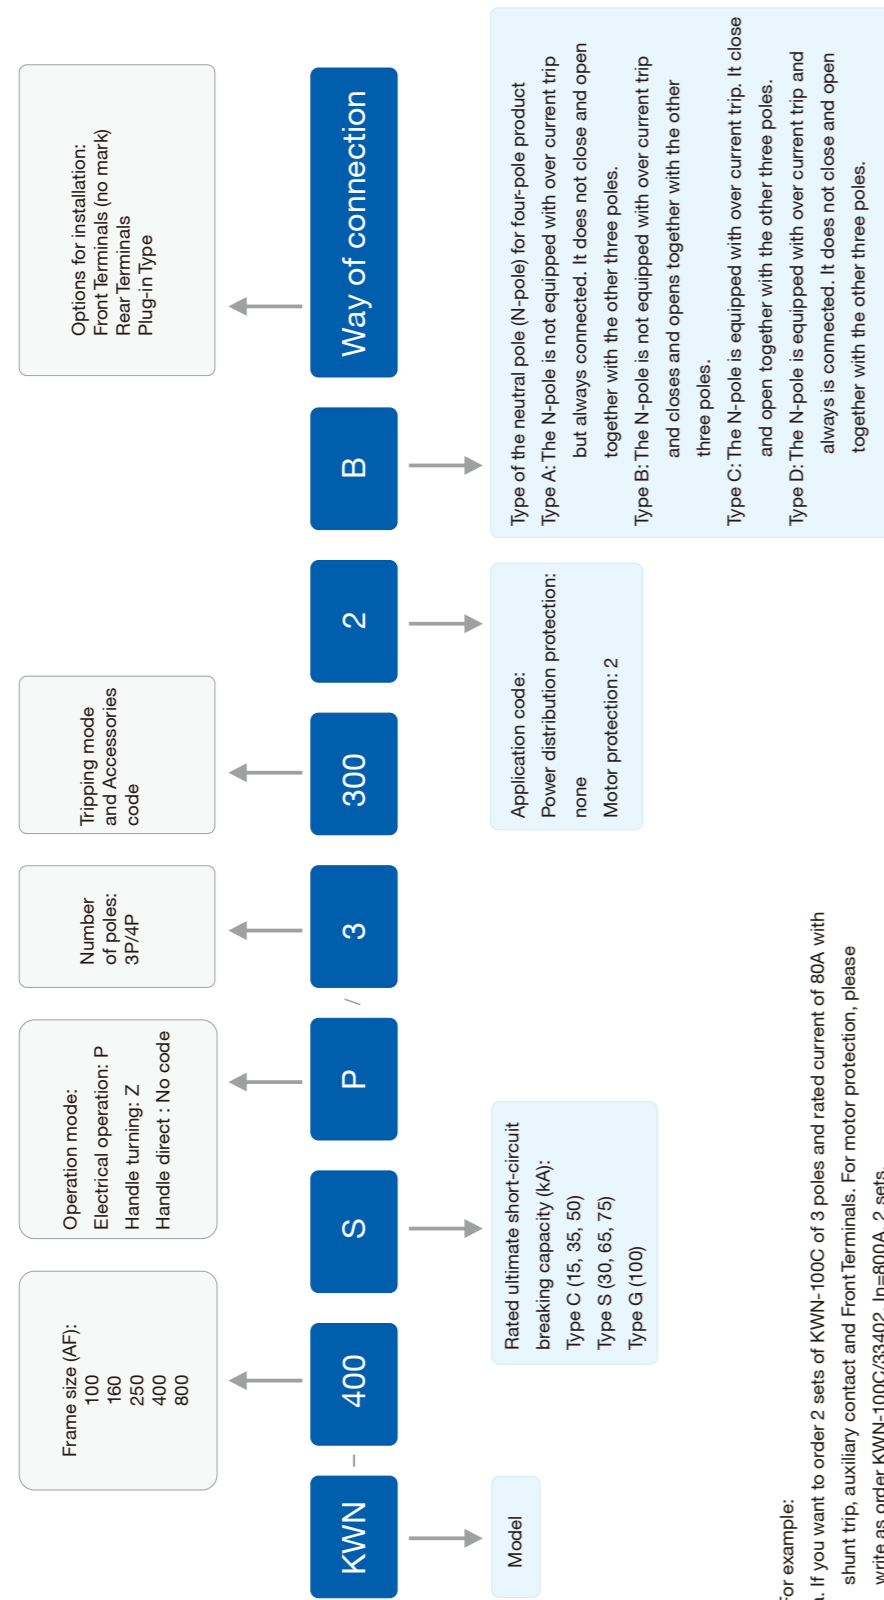 Options for installation:
Front Terminals (no mark)
Rear Terminals
Plug-in Type
Tripping mode
and Accessories
code
Number
of poles:
3P/4P
Operation mode:
Electrical operation: P
Handle turning: Z
Handle direct : No code
Frame size (AF):
100
160
250
400
800
KWN – 400 S P / 3 300 2 B Way of connection
Model
Rated ultimate short-circuit
breaking capacity (kA):
Type C (15, 35, 50)
Type S (30, 65, 75)
Type G (100)
Application code:
Power distribution protection:
none
Motor protection: 2
Type of the neutral pole (N-pole) for four-pole product
Type A: The N-pole is not equipped with over current trip
but always connected. It does not close and open
together with the other three poles.
Type B: The N-pole is not equipped with over current trip
and closes and opens together with the other
three poles.
Type C: The N-pole is equipped with over current trip. It close
and open together with the other three poles.
Type D: The N-pole is equipped with over current trip and
always is connected. It does not close and open
together with the other three poles.
For example:
a. If you want to order 2 sets of KWN-100C of 3 poles and rated current of 80A with
shunt trip, auxiliary contact and Front Terminals. For motor protection, please
write as order KWN-100C/33402, In=800A, 2 sets.